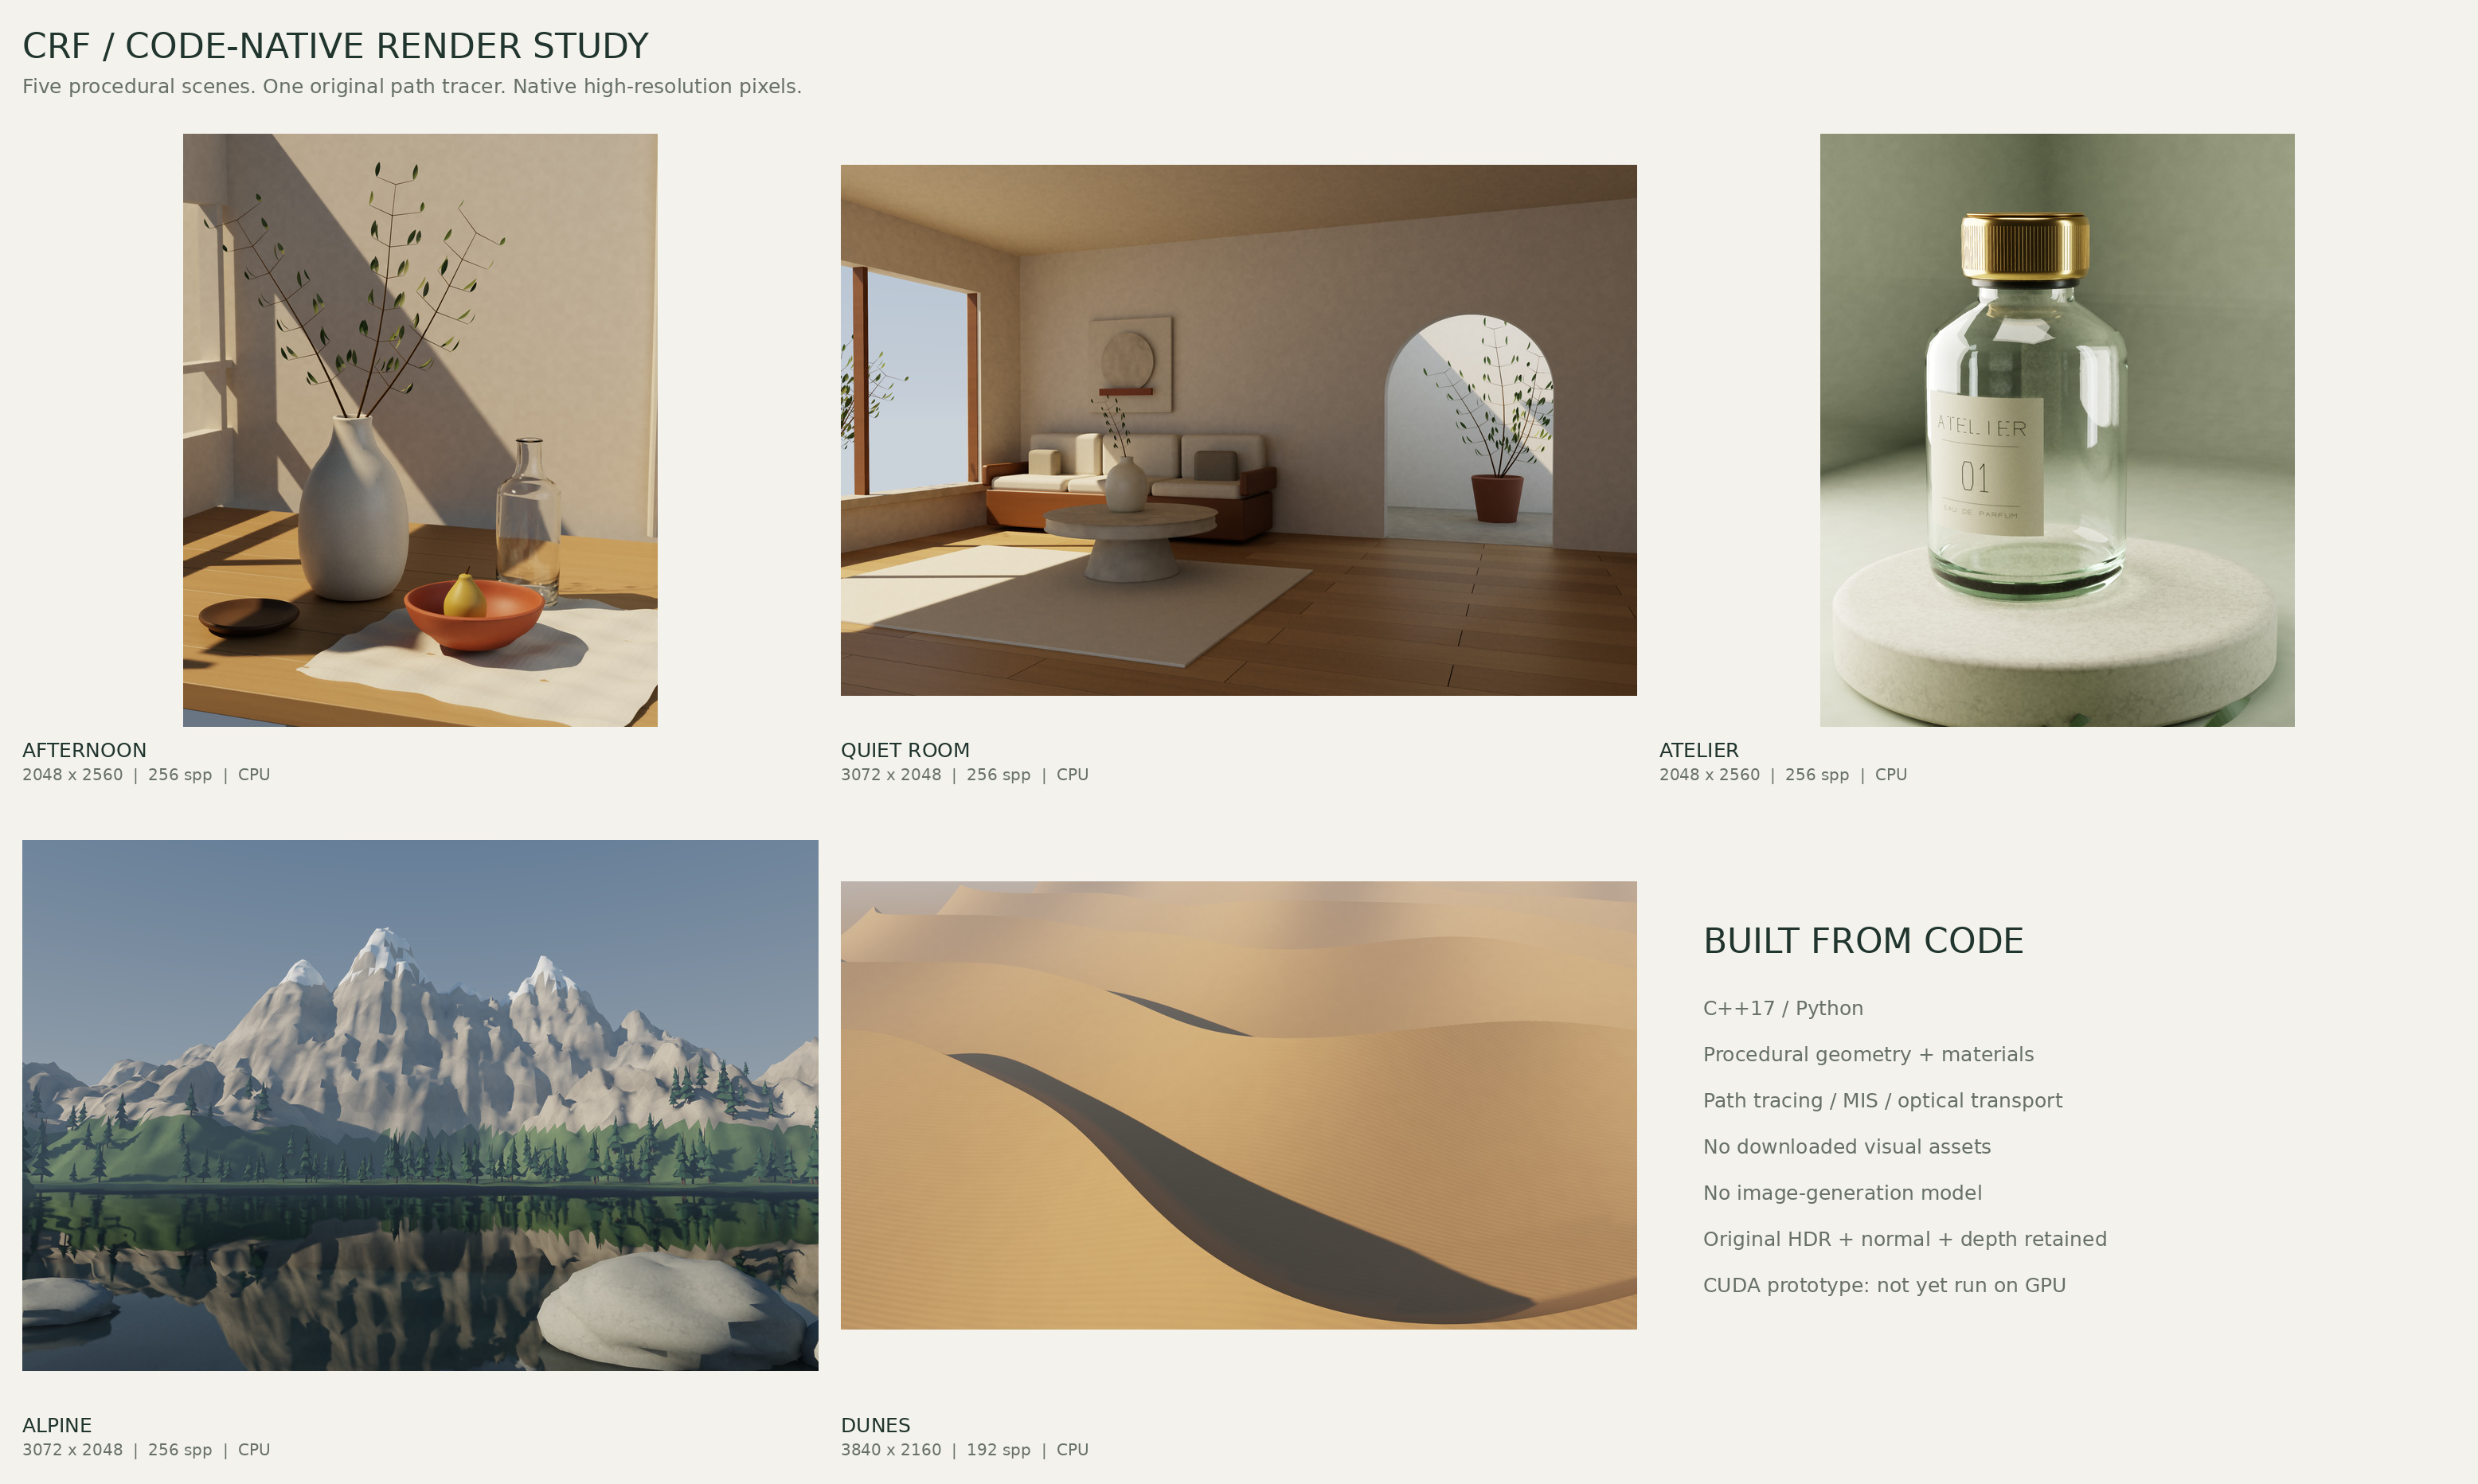 CRF / CODE-NATIVE RENDER STUDY
Five procedural scenes. One original path tracer. Native high-resolution pixels.
ATELIER
01
EAU DE PARFUM
AFTERNOON
2048 x 2560 | 256 spp | CPU
QUIET ROOM
3072 x 2048 | 256 spp | CPU
ATELIER
2048 x 2560 | 256 spp | CPU
BUILT FROM CODE
C++17 / Python
Procedural geometry + materials
Path tracing / MIS / optical transport
No downloaded visual assets
No image-generation model
Original HDR + normal + depth retained
CUDA prototype: not yet run on GPU
ALPINE
3072 x 2048 | 256 spp | CPU
DUNES
3840 x 2160 | 192 spp | CPU